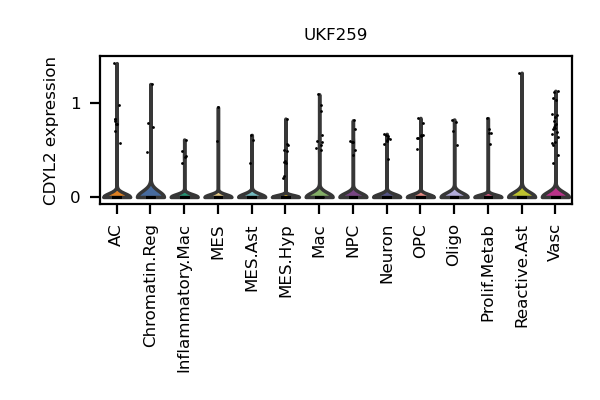 UKF259
CDYL2 expression
1
0
AC
Chromatin.Reg
Inflammatory.Mac
MES
MES.Ast
MES.Hyp
Mac
NPC
Neuron
OPC
Oligo
Prolif.Metab
Reactive.Ast
Vasc